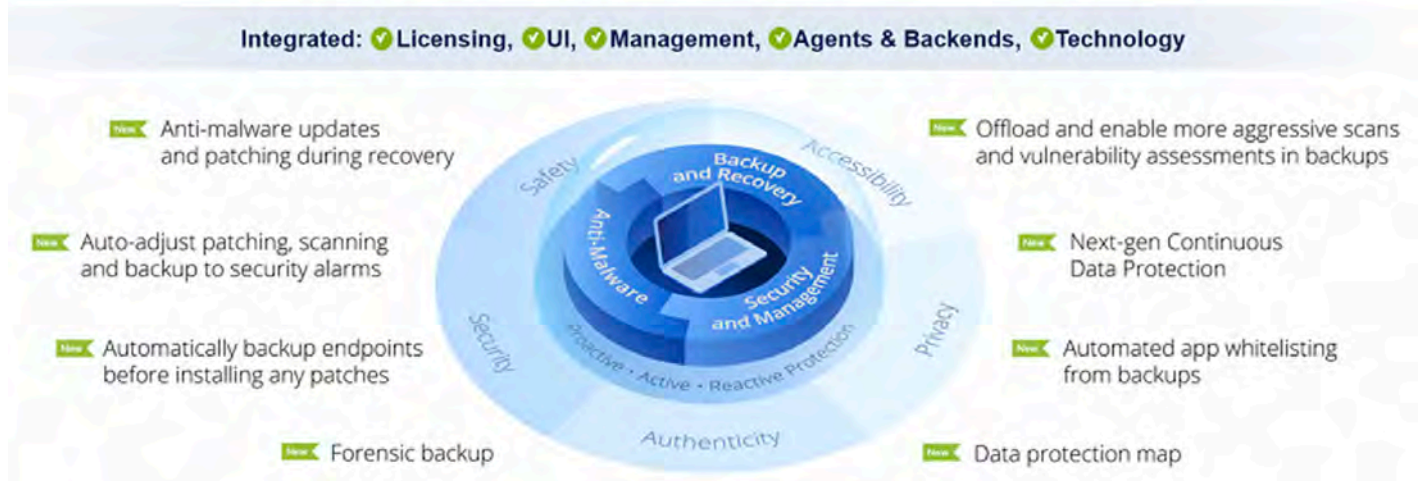 Integrated: Licensing, UI, Management, Agents & Backends, Technology
New Anti-malware updates
and patching during recovery
New Auto-adjust patching, scanning
and backup to security alarms
New Automatically backup endpoints
before installing any patches
New Forensic backup
Safety
Accessibility
Security
Privacy
Authenticity
Backup
and Recovery
Anti-Malware
Security
and Management
Proactive • Active • Reactive Protection
New Offload and enable more aggressive scans
and vulnerability assessments in backups
New Next-gen Continuous
Data Protection
New Automated app whitelisting
from backups
New Data protection map